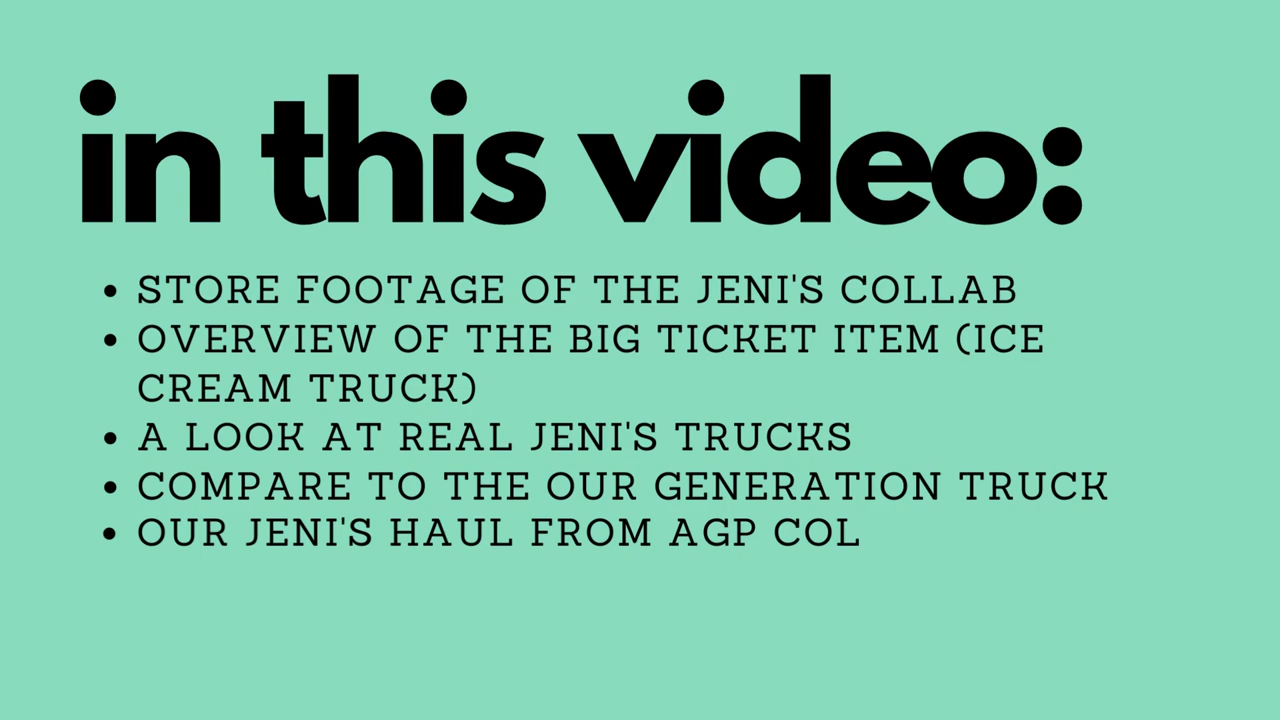 in this video:
• STORE FOOTAGE OF THE JENI'S COLLAB
• OVERVIEW OF THE BIG TICKET ITEM (ICE
CREAM TRUCK)
• A LOOK AT REAL JENI'S TRUCKS
• COMPARE TO THE OUR GENERATION TRUCK
• OUR JENI'S HAUL FROM AGP COL